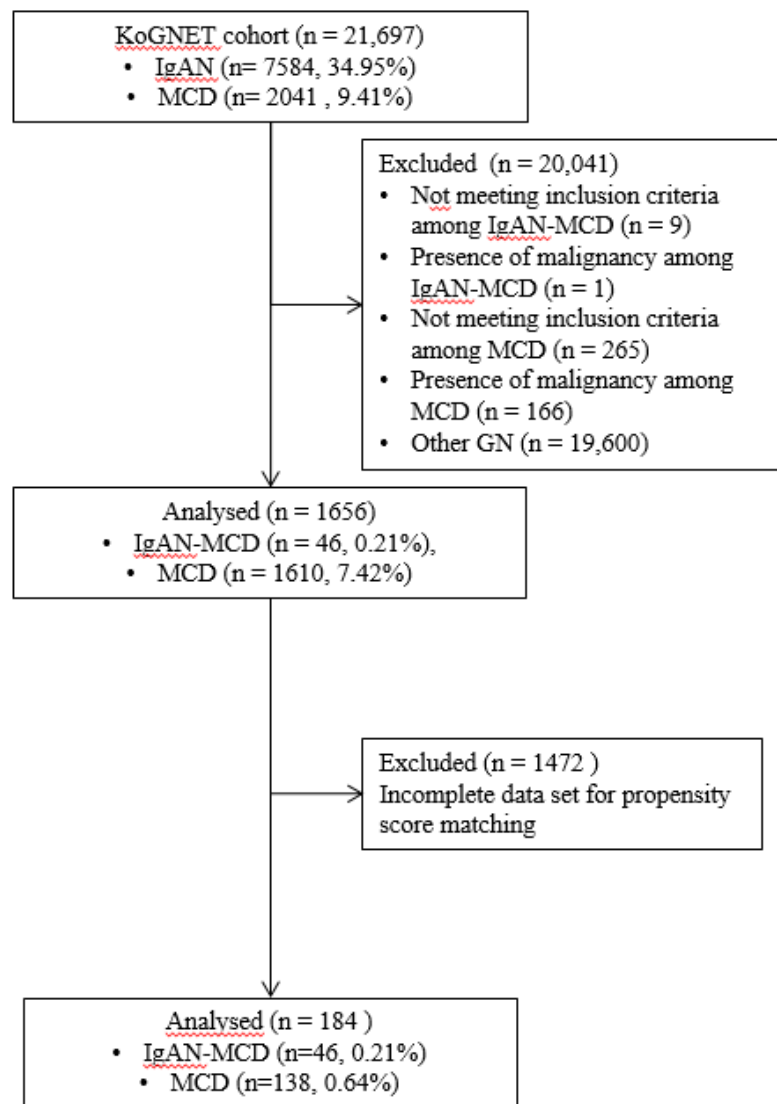 KoGNET cohort (n = 21,697)
• IgAN (n= 7584, 34.95%)
• MCD (n= 2041 , 9.41%)
Excluded (n = 20,041)
• Not meeting inclusion criteria
among IgAN-MCD (n = 9)
• Presence of malignancy among
IgAN-MCD (n = 1)
• Not meeting inclusion criteria
among MCD (n = 265)
• Presence of malignancy among
MCD (n = 166)
• Other GN (n = 19,600)
Analysed (n = 1656)
• IgAN-MCD (n = 46, 0.21%),
• MCD (n = 1610, 7.42%)
Excluded (n = 1472 )
Incomplete data set for propensity
score matching
Analysed (n = 184 )
• IgAN-MCD (n=46, 0.21%)
• MCD (n=138, 0.64%)